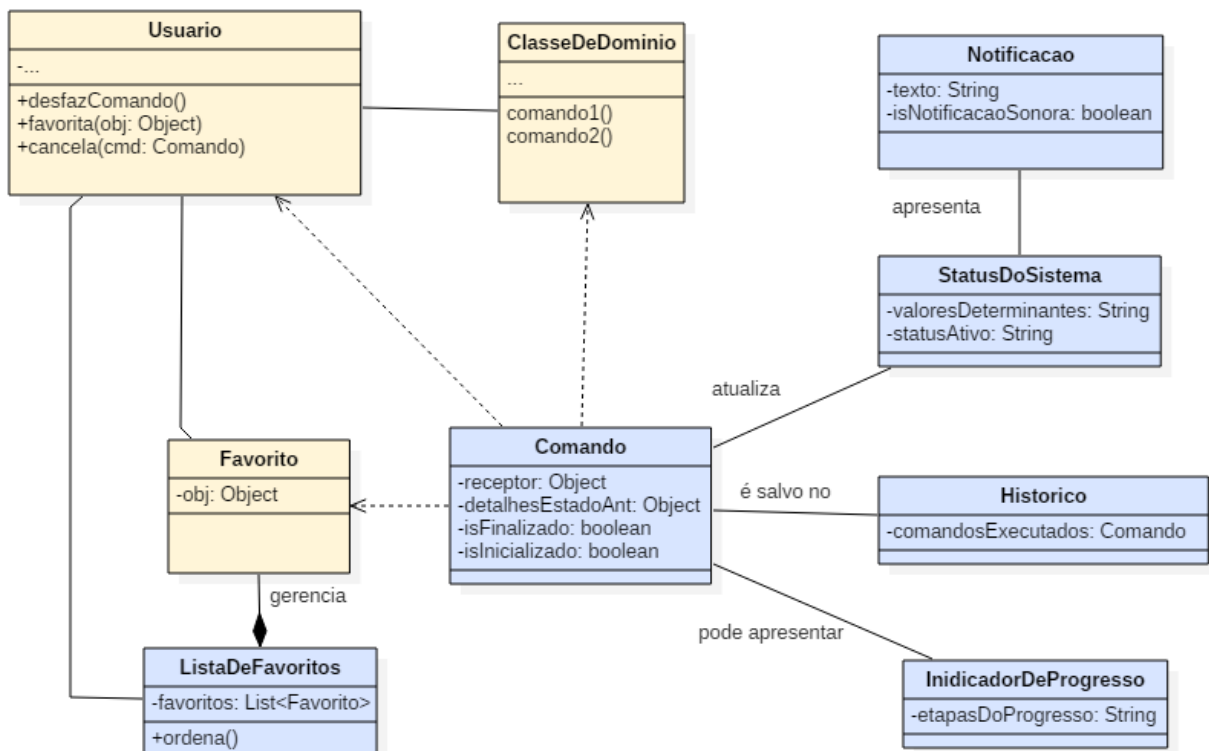 Usuario
-...
+desfazComando()
+favorita(obj: Object)
+cancela(cmd: Comando)
ClasseDeDominio
...
comando1()
comando2()
Notificacao
-texto: String
-isNotificacaoSonora: boolean
apresenta
StatusDoSistema
-valoresDeterminantes: String
-statusAtivo: String
atualiza
Comando
-receptor: Object
-detalhesEstadoAnt: Object
-isFinalizado: boolean
-isInicializado: boolean
Favorito
-obj: Object
é salvo no
Historico
-comandosExecutados: Comando
gerencia
pode apresentar
ListaDeFavoritos
-favoritos: List<Favorito>
+ordena()
InidicadorDeProgresso
-etapasDoProgresso: String